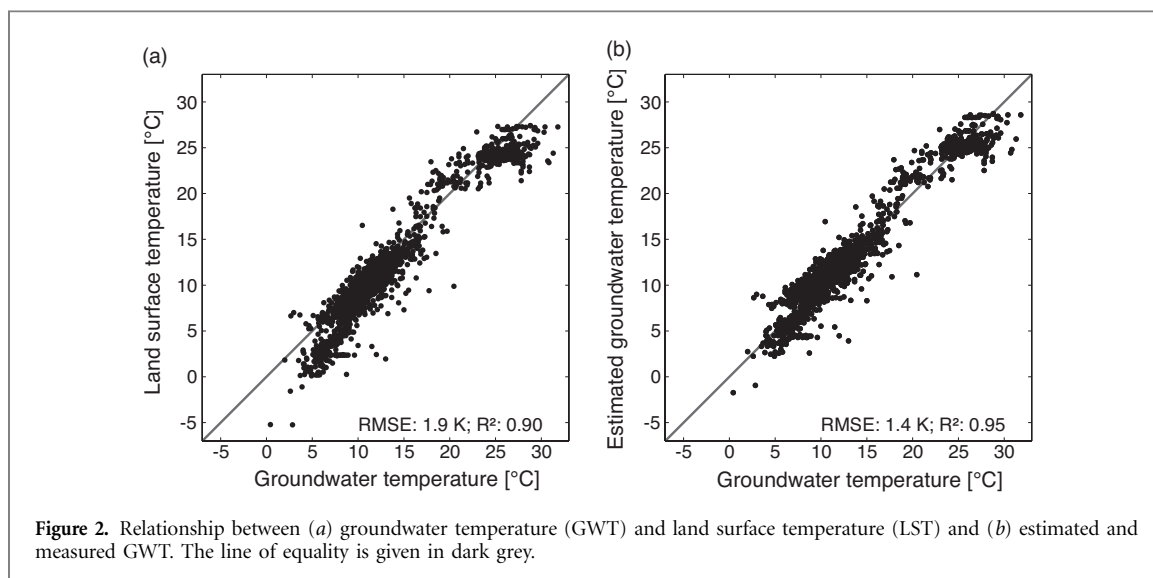 (a)
Land surface temperature [°C]
30
25
20
15
10
5
0
-5
RMSE: 1.9 K; R²: 0.90
-5 0 5 10 15 20 25 30
Groundwater temperature [°C]
(b)
Estimated groundwater temperature [°C]
30
25
20
15
10
5
0
-5
RMSE: 1.4 K; R²: 0.95
-5 0 5 10 15 20 25 30
Groundwater temperature [°C]
Figure 2. Relationship between (a) groundwater temperature (GWT) and land surface temperature (LST) and (b) estimated and
measured GWT. The line of equality is given in dark grey.